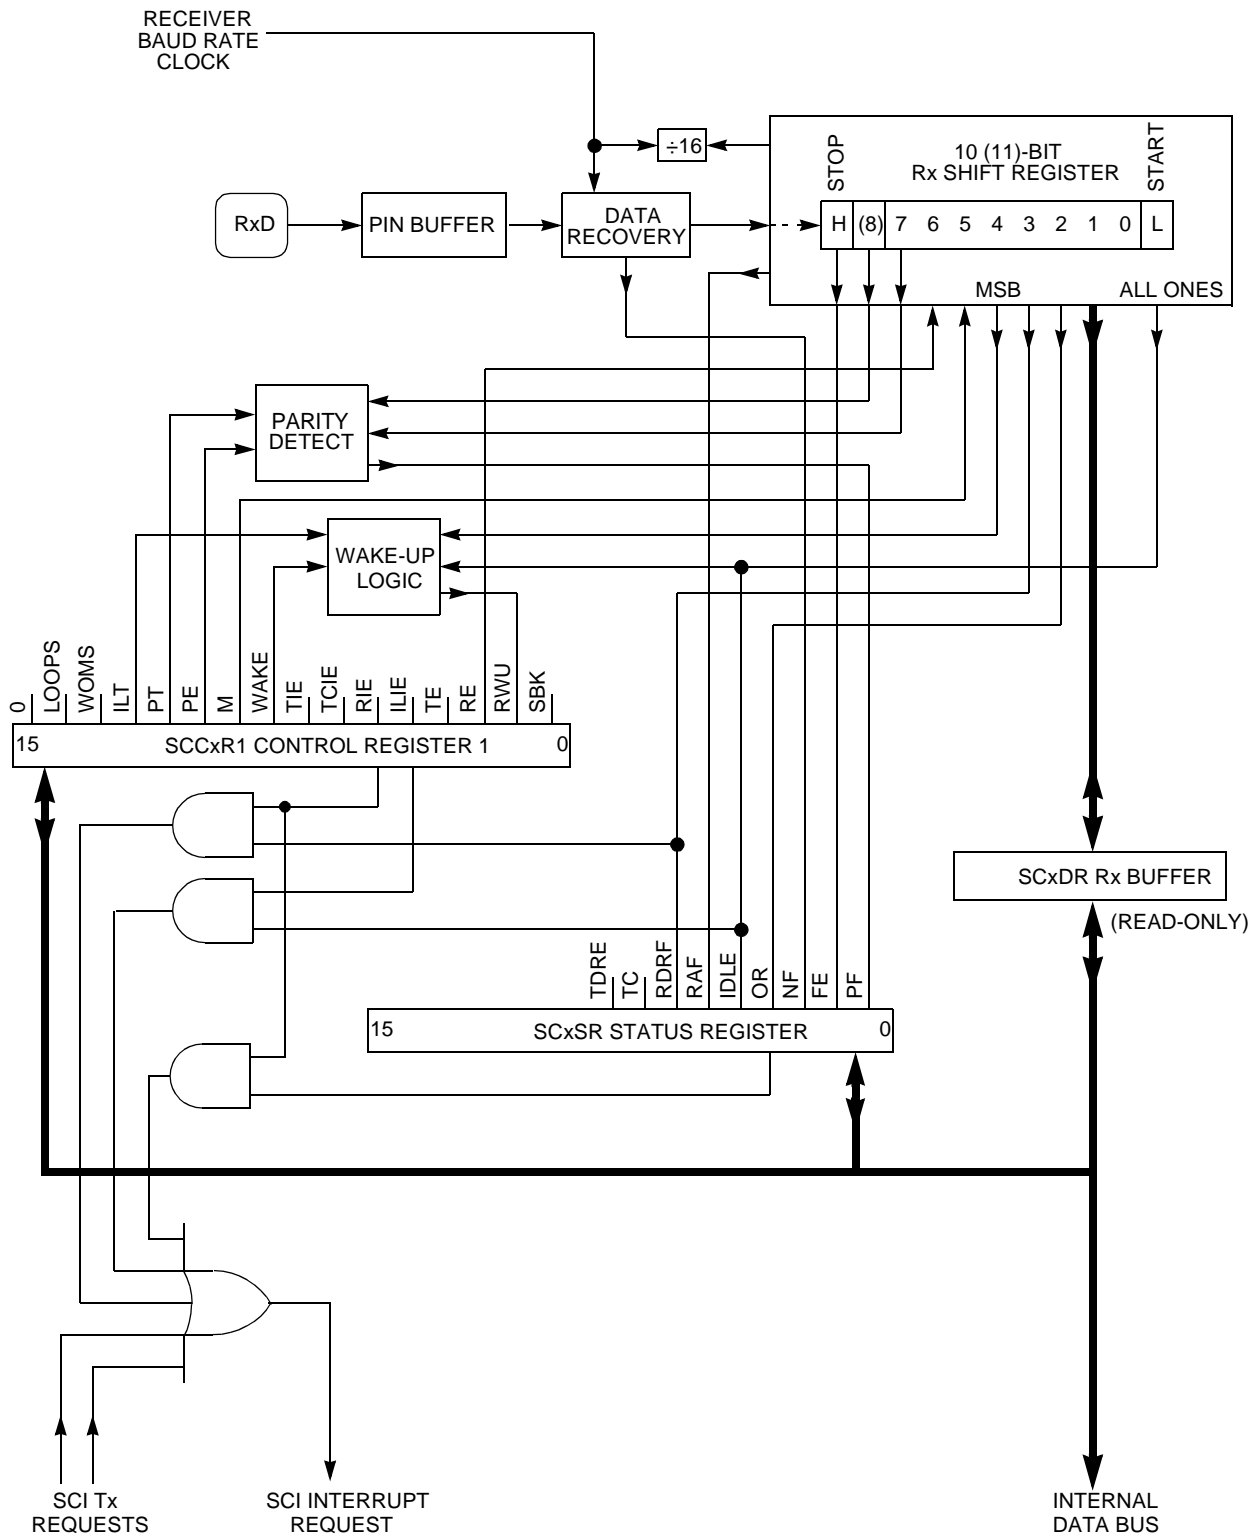 RECEIVER
BAUD RATE
CLOCK
÷16
STOP
10 (11)-BIT
Rx SHIFT REGISTER
START
RxD
PIN BUFFER
DATA
RECOVERY
H (8) 7 6 5 4 3 2 1 0 L
MSB
ALL ONES
PARITY
DETECT
WAKE-UP
LOGIC
0
LOOPS
WOMS
ILT
PT
PE
M
WAKE
TIE
TCIE
RIE
ILIE
TE
RE
RWU
SBK
15 SCCxR1 CONTROL REGISTER 1 0
SCxDR Rx BUFFER
(READ-ONLY)
TDRE
TC
RDRF
RAF
IDLE
OR
NF
FE
PF
15 SCxSR STATUS REGISTER 0
SCI Tx
REQUESTS
SCI INTERRUPT
REQUEST
INTERNAL
DATA BUS